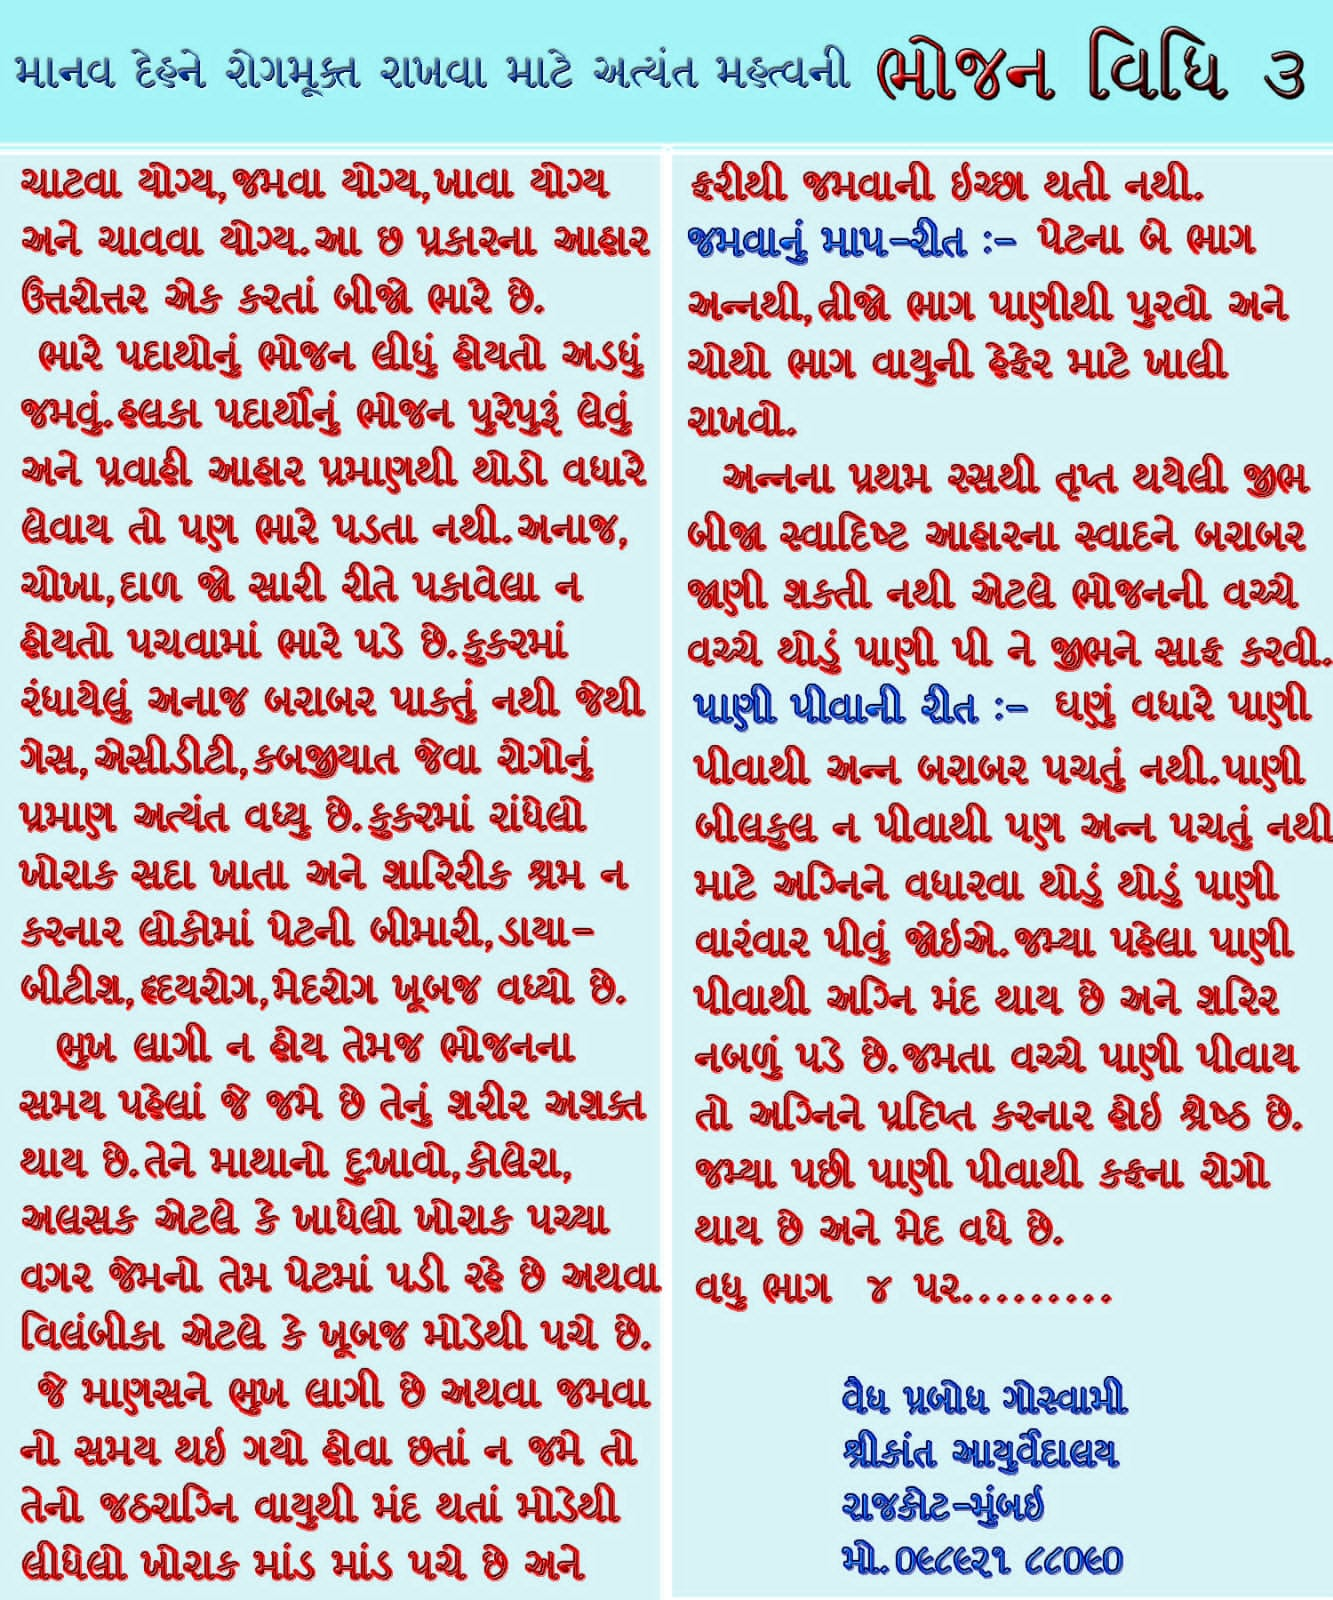 માનવ દેહને રોગમૂક્ત રાખવા માટે અત્યંત મહત્વની ભોજન વિધિ ૩
ચાટવા યોગ્ય,જમવા યોગ્ય,ખાવા યોગ્ય
અને ચાવવા યોગ્ય.આ છ પ્રકારના આહાર
ઉત્તરોત્તર એક કરતાં બીજો ભારે છે.
ભારે પદાથોનું ભોજન લીધું હોયતો અડધું
જમવું.હલકા પદાર્થોનું ભોજન પુરેપુરૂં લેવું
અને પ્રવાહી આહાર પ્રમાણથી થોડો વધારે
લેવાય તો પણ ભારે પડતા નથી.અનાજ,
ચોખા,દાળ જો સારી રીતે પકાવેલા ન
હોયતો પચવામાં ભારે પડે છે.કુકરમાં
રંધાયેલું અનાજ બરાબર પાકતું નથી જેથી
ગેસ,એસીડીટી,કબજીયાત જેવા રોગોનું
પ્રમાણ અત્યંત વધ્યુ છે.કુકરમાં રાંધેલો
ખોરાક સદા ખાતા અને શારિરીક શ્રમ ન
કરનાર લોકોમાં પેટની બીમારી,ડાયા-
બીટીશ,હૃદયરોગ,મેદરોગ ખૂબજ વધ્યો છે.
ભુખ લાગી ન હોય તેમજ ભોજનના
સમય પહેલાં જે જમે છે તેનું શરીર અશક્ત
થાય છે.તેને માથાનો દુઃખાવો,કોલેરા,
અલસક એટલે કે ખાધેલો ખોરાક પચ્યા
વગર જેમનો તેમ પેટમાં પડી રહે છે અથવા
વિલંબીકા એટલે કે ખૂબજ મોડેથી પચે છે.
જે માણસને ભુખ લાગી છે અથવા જમવા
નો સમય થઇ ગયો હોવા છતાં ન જમે તો
તેનો જઠરાગ્નિ વાયુથી મંદ થતાં મોડેથી
લીધેલો ખોરાક માંડ માંડ પચે છે અને
ફરીથી જમવાની ઇચ્છા થતી નથી.
જમવાનું માપ-રીત :- પેટના બે ભાગ
અન્નથી,ત્રીજો ભાગ પાણીથી પુરવો અને
ચોથો ભાગ વાયુની હેફેર માટે ખાલી
રાખવો.
અન્નના પ્રથમ રસથી તૃપ્ત થયેલી જીભ
બીજા સ્વાદિષ્ટ આહારના સ્વાદને બરાબર
જાણી શકતી નથી એટલે ભોજનની વચ્ચે
વચ્ચે થોડું પાણી પી ને જીભને સાફ કરવી.
પાણી પીવાની રીત :- ઘણું વધારે પાણી
પીવાથી અન્ન બરાબર પચતું નથી.પાણી
બીલકુલ ન પીવાથી પણ અન્ન પચતું નથી
માટે અગ્નિને વધારવા થોડું થોડું પાણી
વારંવાર પીવું જોઇએ.જમ્યા પહેલા પાણી
પીવાથી અગ્નિ મંદ થાય છે અને શરિર
નબળું પડે છે.જમતા વચ્ચે પાણી પીવાય
તો અગ્નિને પ્રદિપ્ત કરનાર હોઇ શ્રેષ્ઠ છે.
જમ્યા પછી પાણી પીવાથી કફના રોગો
થાય છે અને મેદ વધે છે.
વધુ ભાગ ૪ પર.........
વૈધ પ્રબોધ ગોસ્વામી
શ્રીકાંત આયુર્વેદાલય
રાજકોટ-મુંબઇ
મો.૦૯૮૯૨૧ ૮૮૦૯૦